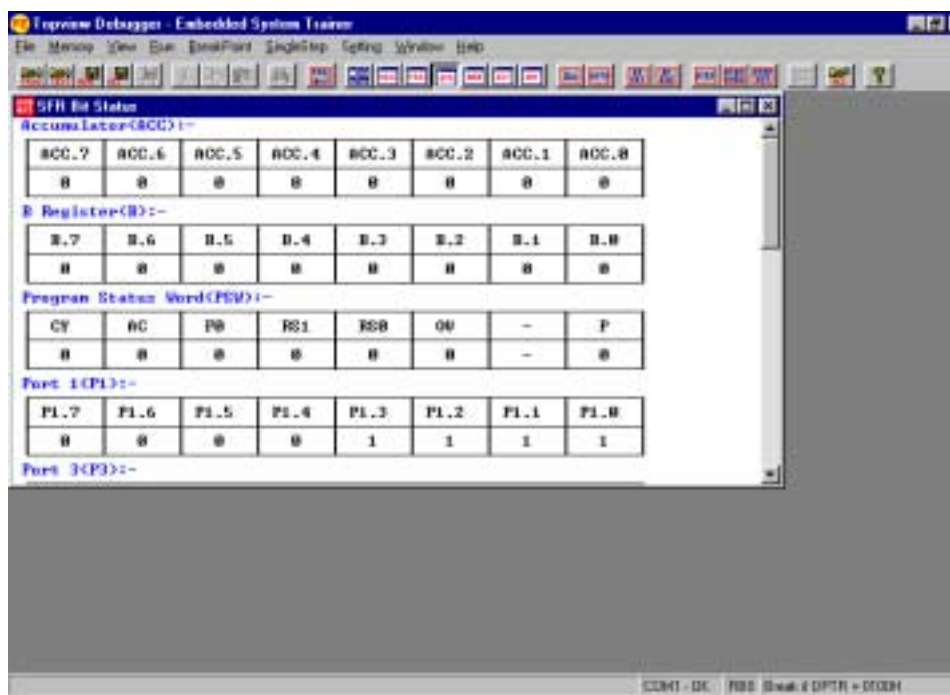 Topview Debugger - Embedded System Trainer
File Memory View Run BreakPoint SingleStep Setting Window Help
SFR Bit Status
Accumulator(ACC):-
ACC.7 ACC.6 ACC.5 ACC.4 ACC.3 ACC.2 ACC.1 ACC.0
0 0 0 0 0 0 0 0
B Register(B):-
B.7 B.6 B.5 B.4 B.3 B.2 B.1 B.0
0 0 0 0 0 0 0 0
Program Status Word(PSW):-
CY AC F0 RS1 RS0 OV - P
0 0 0 0 0 0 - 0
Port 1(P1):-
P1.7 P1.6 P1.5 P1.4 P1.3 P1.2 P1.1 P1.0
0 0 0 0 1 1 1 1
Port 3(P3):-
COM1 - OK RB0 Break if DPTR = 0100H